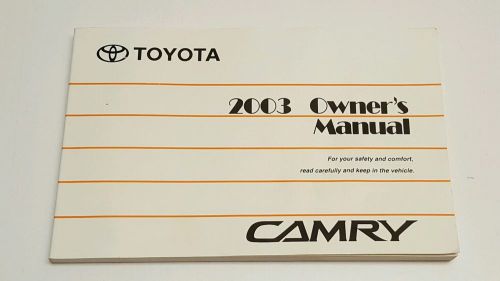 TOYOTA
2003 Owner's
Manual
For your safety and comfort,
read carefully and keep in the vehicle.
CAMRY